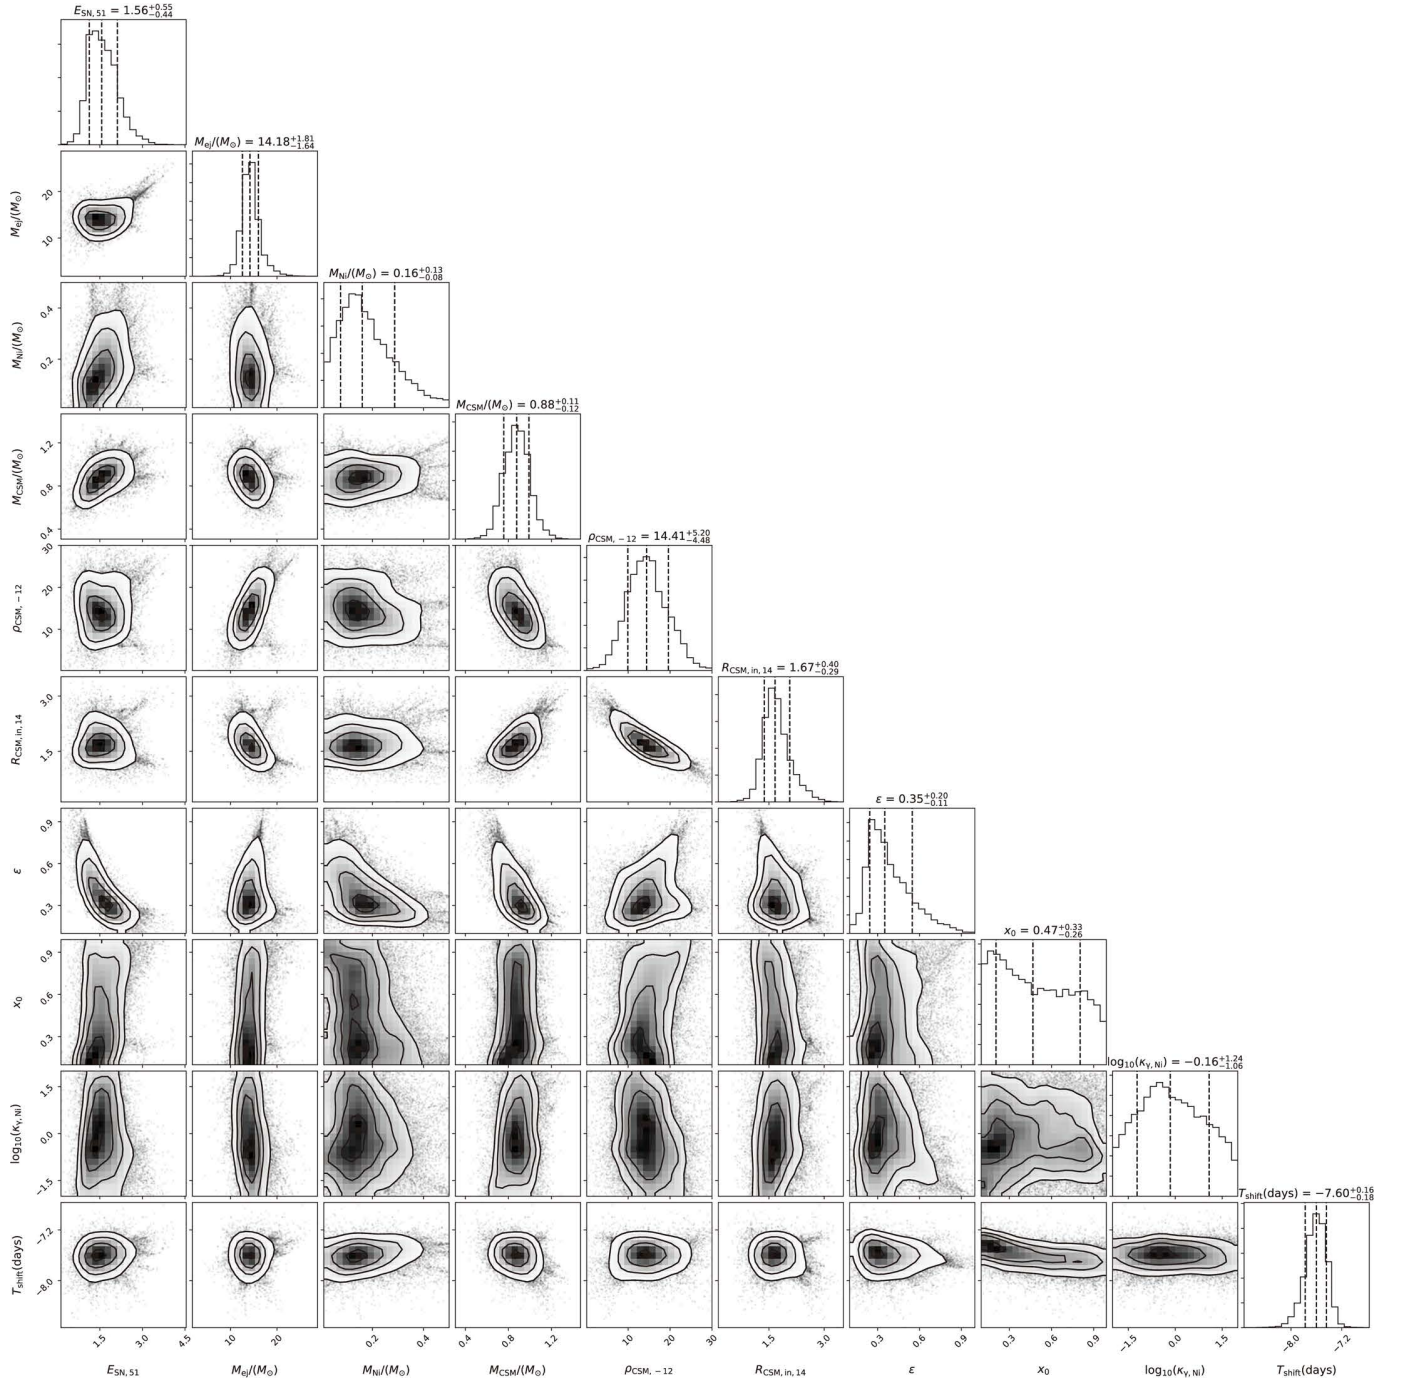 E_SN,51 = 1.56 +0.55 −0.44
M_ej/(M_⊙) = 14.18 +1.81 −1.64
20
10
M_ej/(M_⊙)
M_Ni/(M_⊙) = 0.16 +0.13 −0.08
0.4
0.2
M_Ni/(M_⊙)
M_CSM/(M_⊙) = 0.88 +0.11 −0.12
1.2
0.8
0.4
M_CSM/(M_⊙)
ρ_CSM,−12 = 14.41 +5.20 −4.48
30
20
10
ρ_CSM,−12
R_CSM,in,14 = 1.67 +0.40 −0.29
3.0
1.5
R_CSM,in,14
ε = 0.35 +0.20 −0.11
0.9
0.6
0.3
ε
x_0 = 0.47 +0.33 −0.26
0.9
0.6
0.3
x_0
log_10(κ_γ,Ni) = −0.16 +1.24 −1.06
1.5
0.0
−1.5
log_10(κ_γ,Ni)
T_shift(days) = −7.60 +0.16 −0.18
−7.2
−8.0
T_shift(days)
1.5 3.0 4.5 10 20 0.2 0.4 0.4 0.8 1.2 10 20 30 1.5 3.0 0.3 0.6 0.9 0.3 0.6 0.9 −1.5 0.0 1.5 −8.0 −7.2
E_SN,51 M_ej/(M_⊙) M_Ni/(M_⊙) M_CSM/(M_⊙) ρ_CSM,−12 R_CSM,in,14 ε x_0 log_10(κ_γ,Ni) T_shift(days)